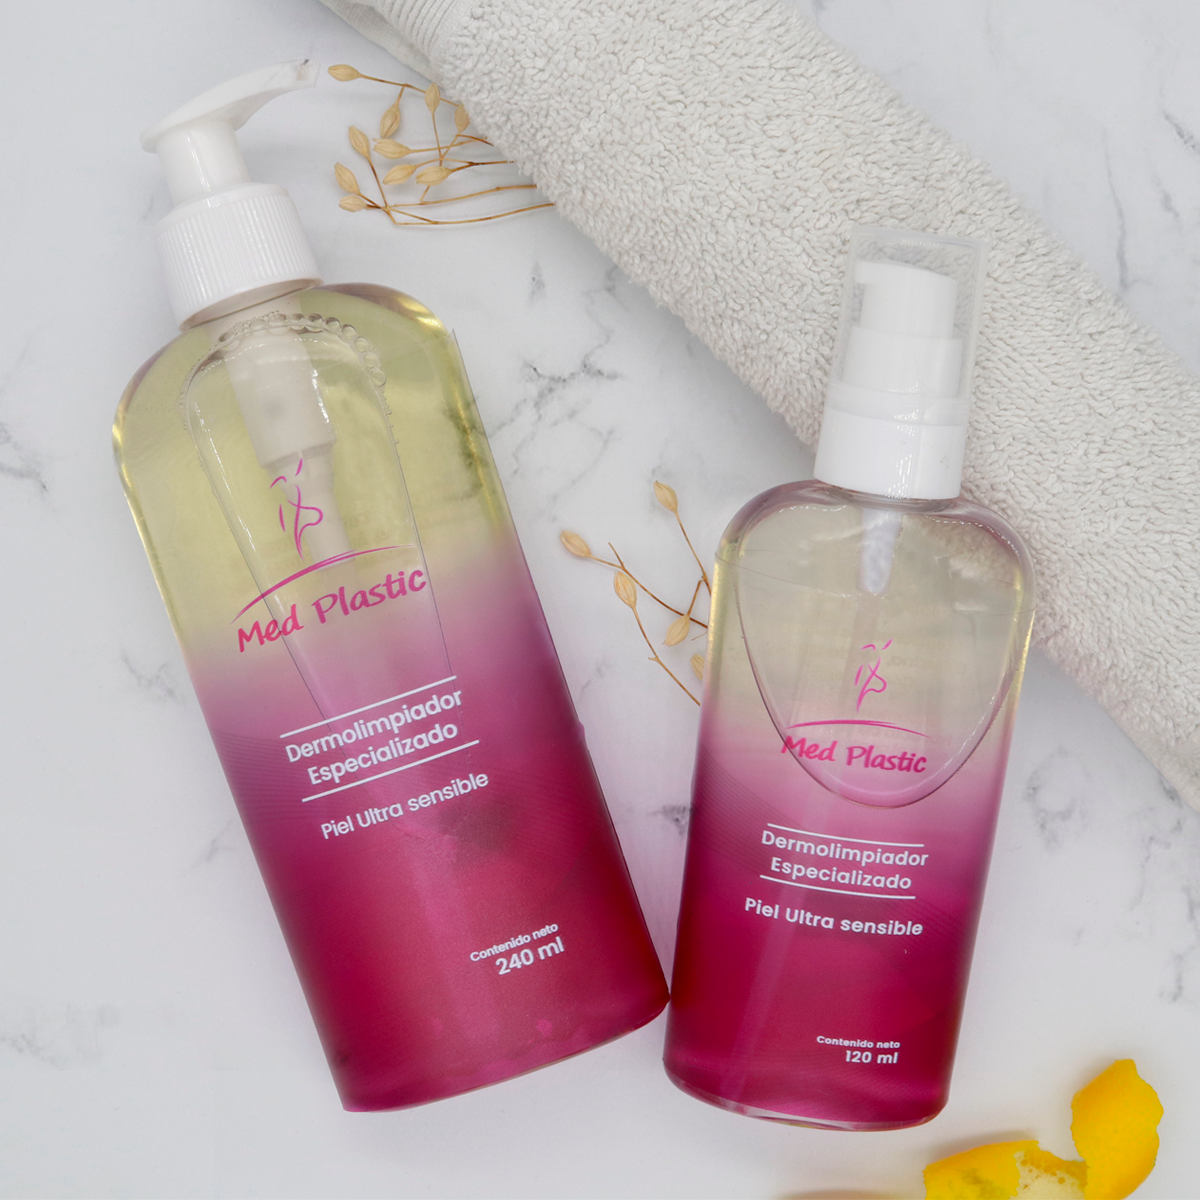 Med Plastic
Dermolimpiador
Especializado
Piel Ultra sensible
Contenido neto
240 ml
Med Plastic
Dermolimpiador
Especializado
Piel Ultra sensible
Contenido neto
120 ml